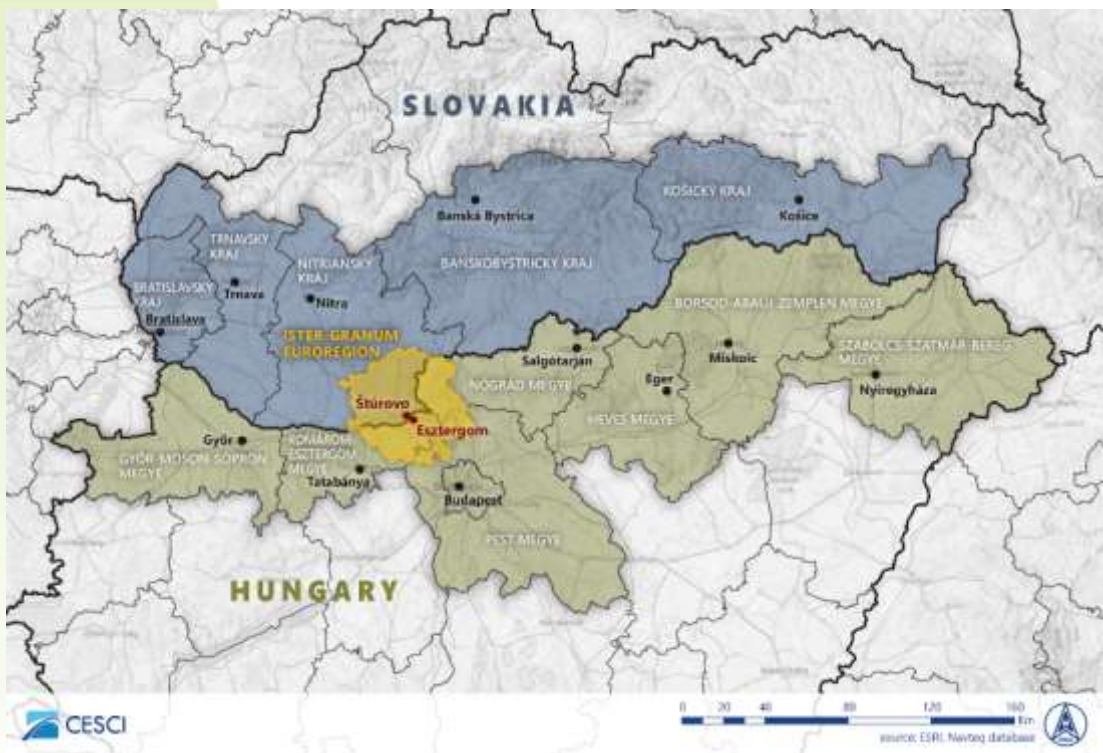 SLOVAKIA
Banská Bystrica
KOŠICKÝ KRAJ
Košice
TRNAVSKÝ
KRAJ
NITRIANSKY
KRAJ
BANSKOBYSTRICKÝ KRAJ
BRATISLAVSKÝ
KRAJ
Trnava
Nitra
Bratislava
BORSOD-ABAÚJ-ZEMPLÉN MEGYE
ISTER-GRANUM
EUROREGION
Salgótarján
Miskolc
SZABOLCS-SZATMÁR-BEREG
MEGYE
NÓGRÁD MEGYE
Eger
Nyíregyháza
Štúrovo
Esztergom
HEVES MEGYE
Győr
GYŐR-MOSON-SOPRON
MEGYE
KOMÁROM-
ESZTERGOM
MEGYE
Tatabánya
Budapest
PEST MEGYE
HUNGARY
CESCI
0 20 40 80 120 160
Km
source: ESRI, Navteq database